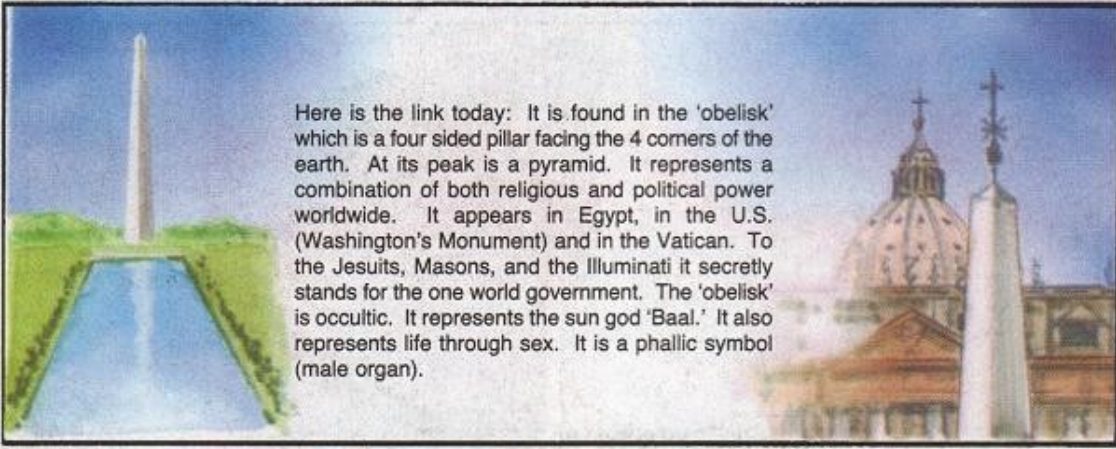 Here is the link today: It is found in the 'obelisk'
which is a four sided pillar facing the 4 corners of the
earth. At its peak is a pyramid. It represents a
combination of both religious and political power
worldwide. It appears in Egypt, in the U.S.
(Washington's Monument) and in the Vatican. To
the Jesuits, Masons, and the Illuminati it secretly
stands for the one world government. The 'obelisk'
is occultic. It represents the sun god 'Baal.' It also
represents life through sex. It is a phallic symbol
(male organ).